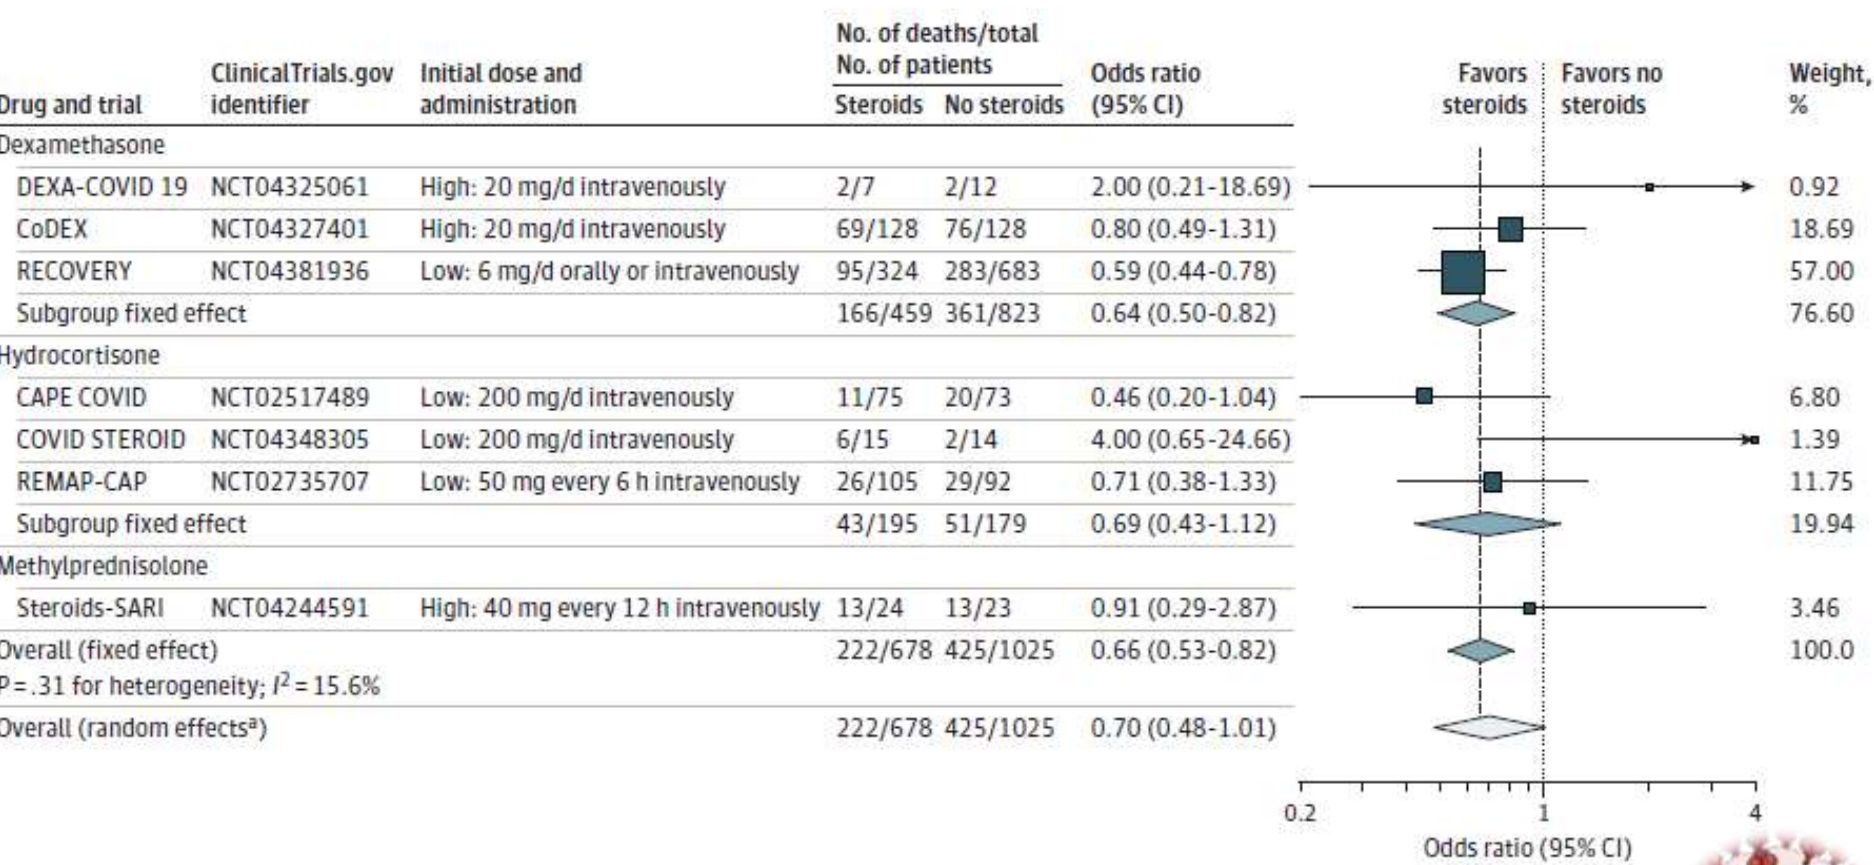 No. of deaths/total
No. of patients
ClinicalTrials.gov Initial dose and Odds ratio Favors Favors no Weight,
Drug and trial identifier administration Steroids No steroids (95% CI) steroids steroids %
Dexamethasone
DEXA-COVID 19 NCT04325061 High: 20 mg/d intravenously 2/7 2/12 2.00 (0.21-18.69) 0.92
CoDEX NCT04327401 High: 20 mg/d intravenously 69/128 76/128 0.80 (0.49-1.31) 18.69
RECOVERY NCT04381936 Low: 6 mg/d orally or intravenously 95/324 283/683 0.59 (0.44-0.78) 57.00
Subgroup fixed effect 166/459 361/823 0.64 (0.50-0.82) 76.60
Hydrocortisone
CAPE COVID NCT02517489 Low: 200 mg/d intravenously 11/75 20/73 0.46 (0.20-1.04) 6.80
COVID STEROID NCT04348305 Low: 200 mg/d intravenously 6/15 2/14 4.00 (0.65-24.66) 1.39
REMAP-CAP NCT02735707 Low: 50 mg every 6 h intravenously 26/105 29/92 0.71 (0.38-1.33) 11.75
Subgroup fixed effect 43/195 51/179 0.69 (0.43-1.12) 19.94
Methylprednisolone
Steroids-SARI NCT04244591 High: 40 mg every 12 h intravenously 13/24 13/23 0.91 (0.29-2.87) 3.46
Overall (fixed effect) 222/678 425/1025 0.66 (0.53-0.82) 100.0
P = .31 for heterogeneity; I² = 15.6%
Overall (random effectsᵃ) 222/678 425/1025 0.70 (0.48-1.01)
0.2 1 4
Odds ratio (95% CI)